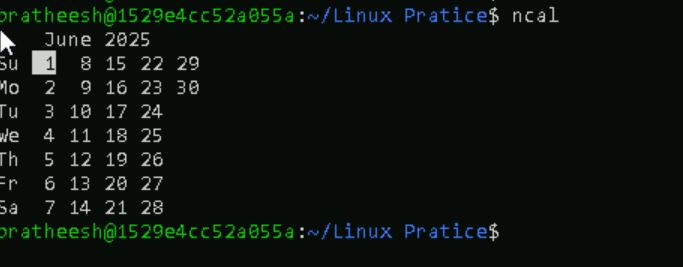 pratheesh@1529e4cc52a055a:~/Linux Pratice$ ncal
    June 2025
Su  1  8 15 22 29
Mo  2  9 16 23 30
Tu  3 10 17 24
We  4 11 18 25
Th  5 12 19 26
Fr  6 13 20 27
Sa  7 14 21 28
pratheesh@1529e4cc52a055a:~/Linux Pratice$